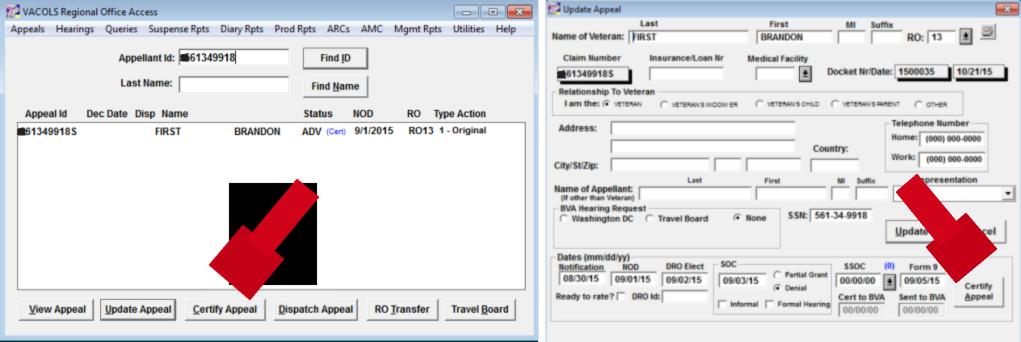 VACOLS Regional Office Access
Appeals Hearings Queries Suspense Rpts Diary Rpts Prod Rpts ARCs AMC Mgmt Rpts Utilities Help
Appellant Id: 61349918 Find ID
Last Name: Find Name
Appeal Id Dec Date Disp Name Status NOD RO Type Action
61349918S FIRST BRANDON ADV (Cert) 9/1/2015 RO13 1 - Original
View Appeal Update Appeal Certify Appeal Dispatch Appeal RO Transfer Travel Board
Update Appeal
Last First MI Suffix
Name of Veteran: FIRST BRANDON RO: 13
Claim Number Insurance/Loan Nr Medical Facility
61349918S Docket Nr/Date: 1500035 10/21/15
Relationship To Veteran
I am the: VETERAN VETERAN'S WIDOW/ER VETERAN'S CHILD VETERAN'S PARENT OTHER
Address: Telephone Number
Home: (000) 000-0000
Country:
Work: (000) 000-0000
City/St/Zip:
Last First MI Suffix
Name of Appellant:
(If other than Veteran)
BVA Hearing Request
Washington DC Travel Board None SSN: 561-34-9918
Update
Dates (mm/dd/yy)
Notification NOD DRO Elect SOC SSOC (0) Form 9
08/30/15 09/01/15 09/02/15 09/03/15 Partial Grant Denial 00/00/00 09/05/15 Certify Appeal
Ready to rate? DRO Id: Informal Formal Hearing Cert to BVA Sent to BVA
00/00/00 00/00/00